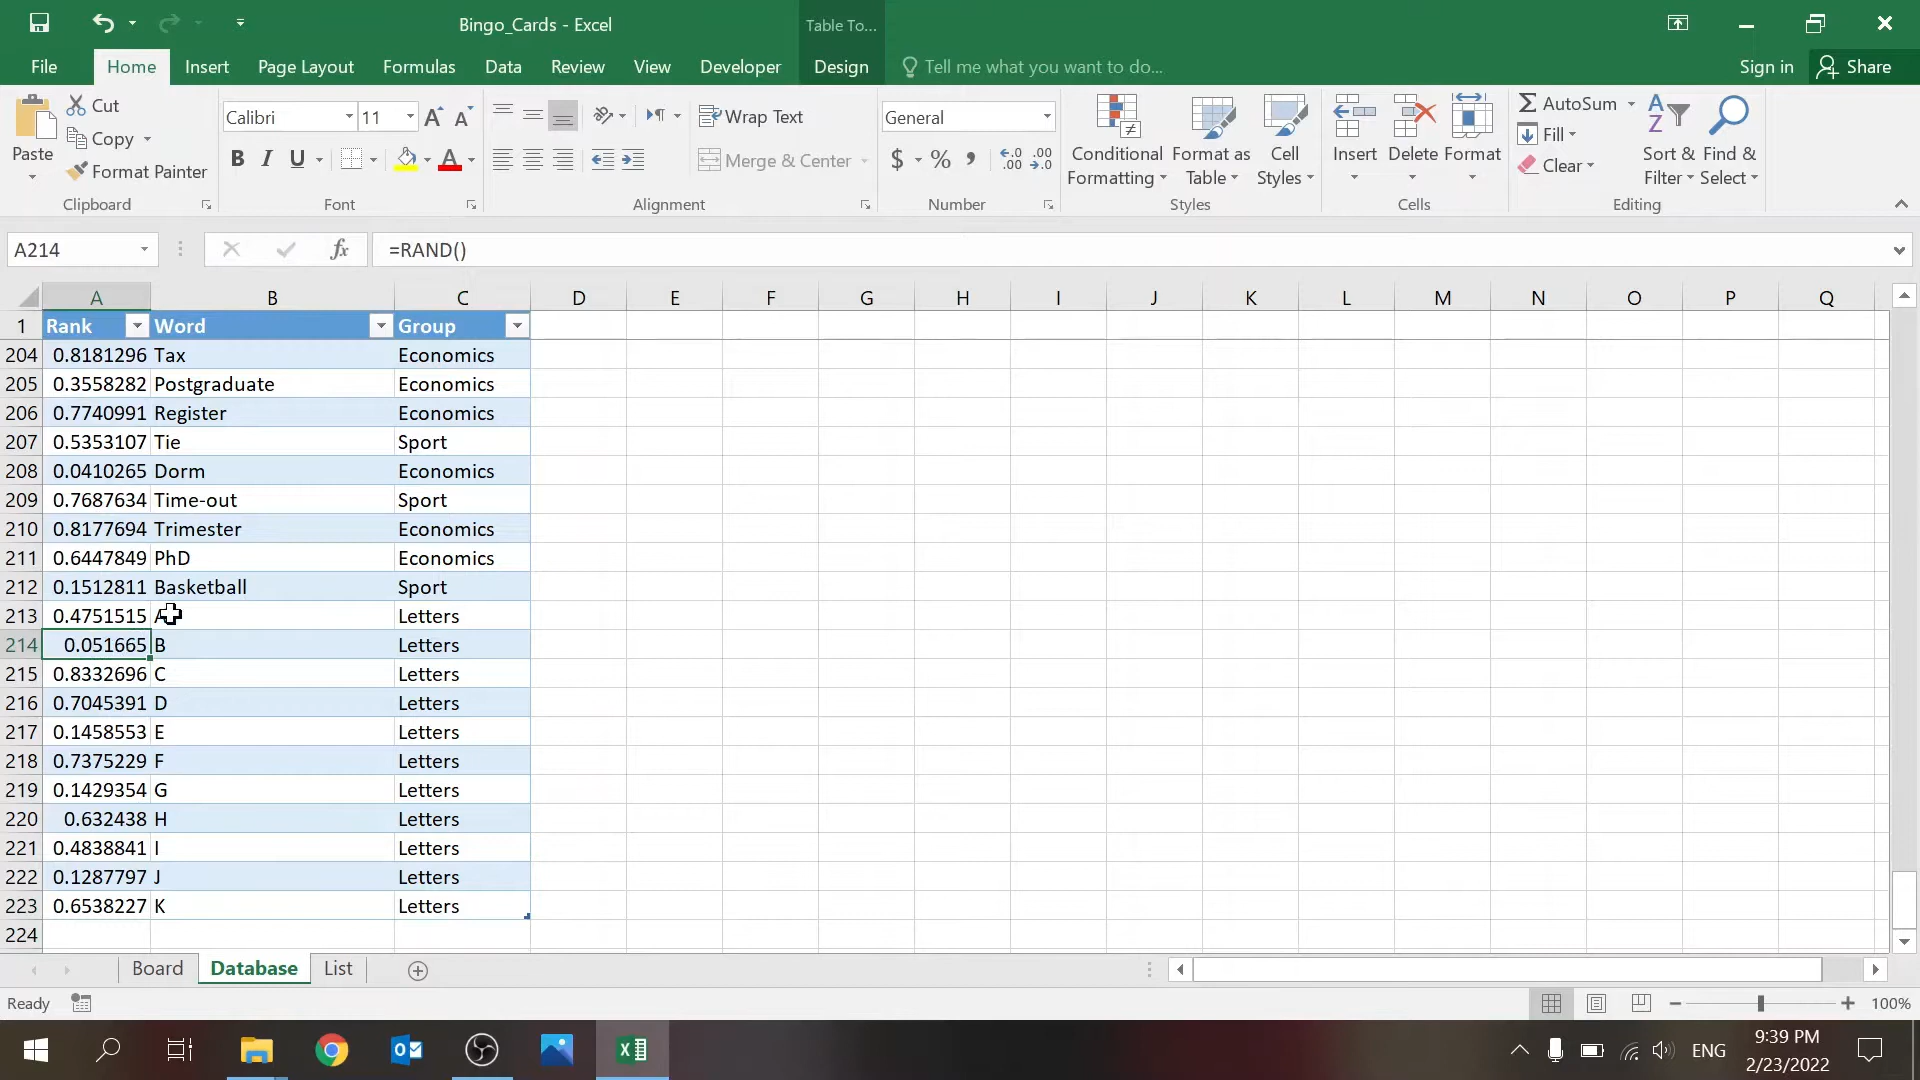 Bingo_Cards - Excel
Table To...
File
Home
Insert
Page Layout
Formulas
Data
Review
View
Developer
Design
Tell me what you want to do...
Sign in
Share
Paste
Cut
Copy
Format Painter
Clipboard
Calibri
11
B I U
Font
Wrap Text
Merge & Center
Alignment
General
$ % ,
Number
Conditional Formatting
Format as Table
Cell Styles
Styles
Insert
Delete
Format
Cells
AutoSum
Fill
Clear
Sort & Filter
Find & Select
Editing
A214
fx
=RAND()
A B C D E F G H I J K L M N O P Q
1 Rank Word Group
204 0.8181296 Tax Economics
205 0.3558282 Postgraduate Economics
206 0.7740991 Register Economics
207 0.5353107 Tie Sport
208 0.0410265 Dorm Economics
209 0.7687634 Time-out Sport
210 0.8177694 Trimester Economics
211 0.6447849 PhD Economics
212 0.1512811 Basketball Sport
213 0.4751515 A Letters
214 0.051665 B Letters
215 0.8332696 C Letters
216 0.7045391 D Letters
217 0.1458553 E Letters
218 0.7375229 F Letters
219 0.1429354 G Letters
220 0.632438 H Letters
221 0.4838841 I Letters
222 0.1287797 J Letters
223 0.6538227 K Letters
224
Board
Database
List
Ready
100%
ENG
9:39 PM
2/23/2022